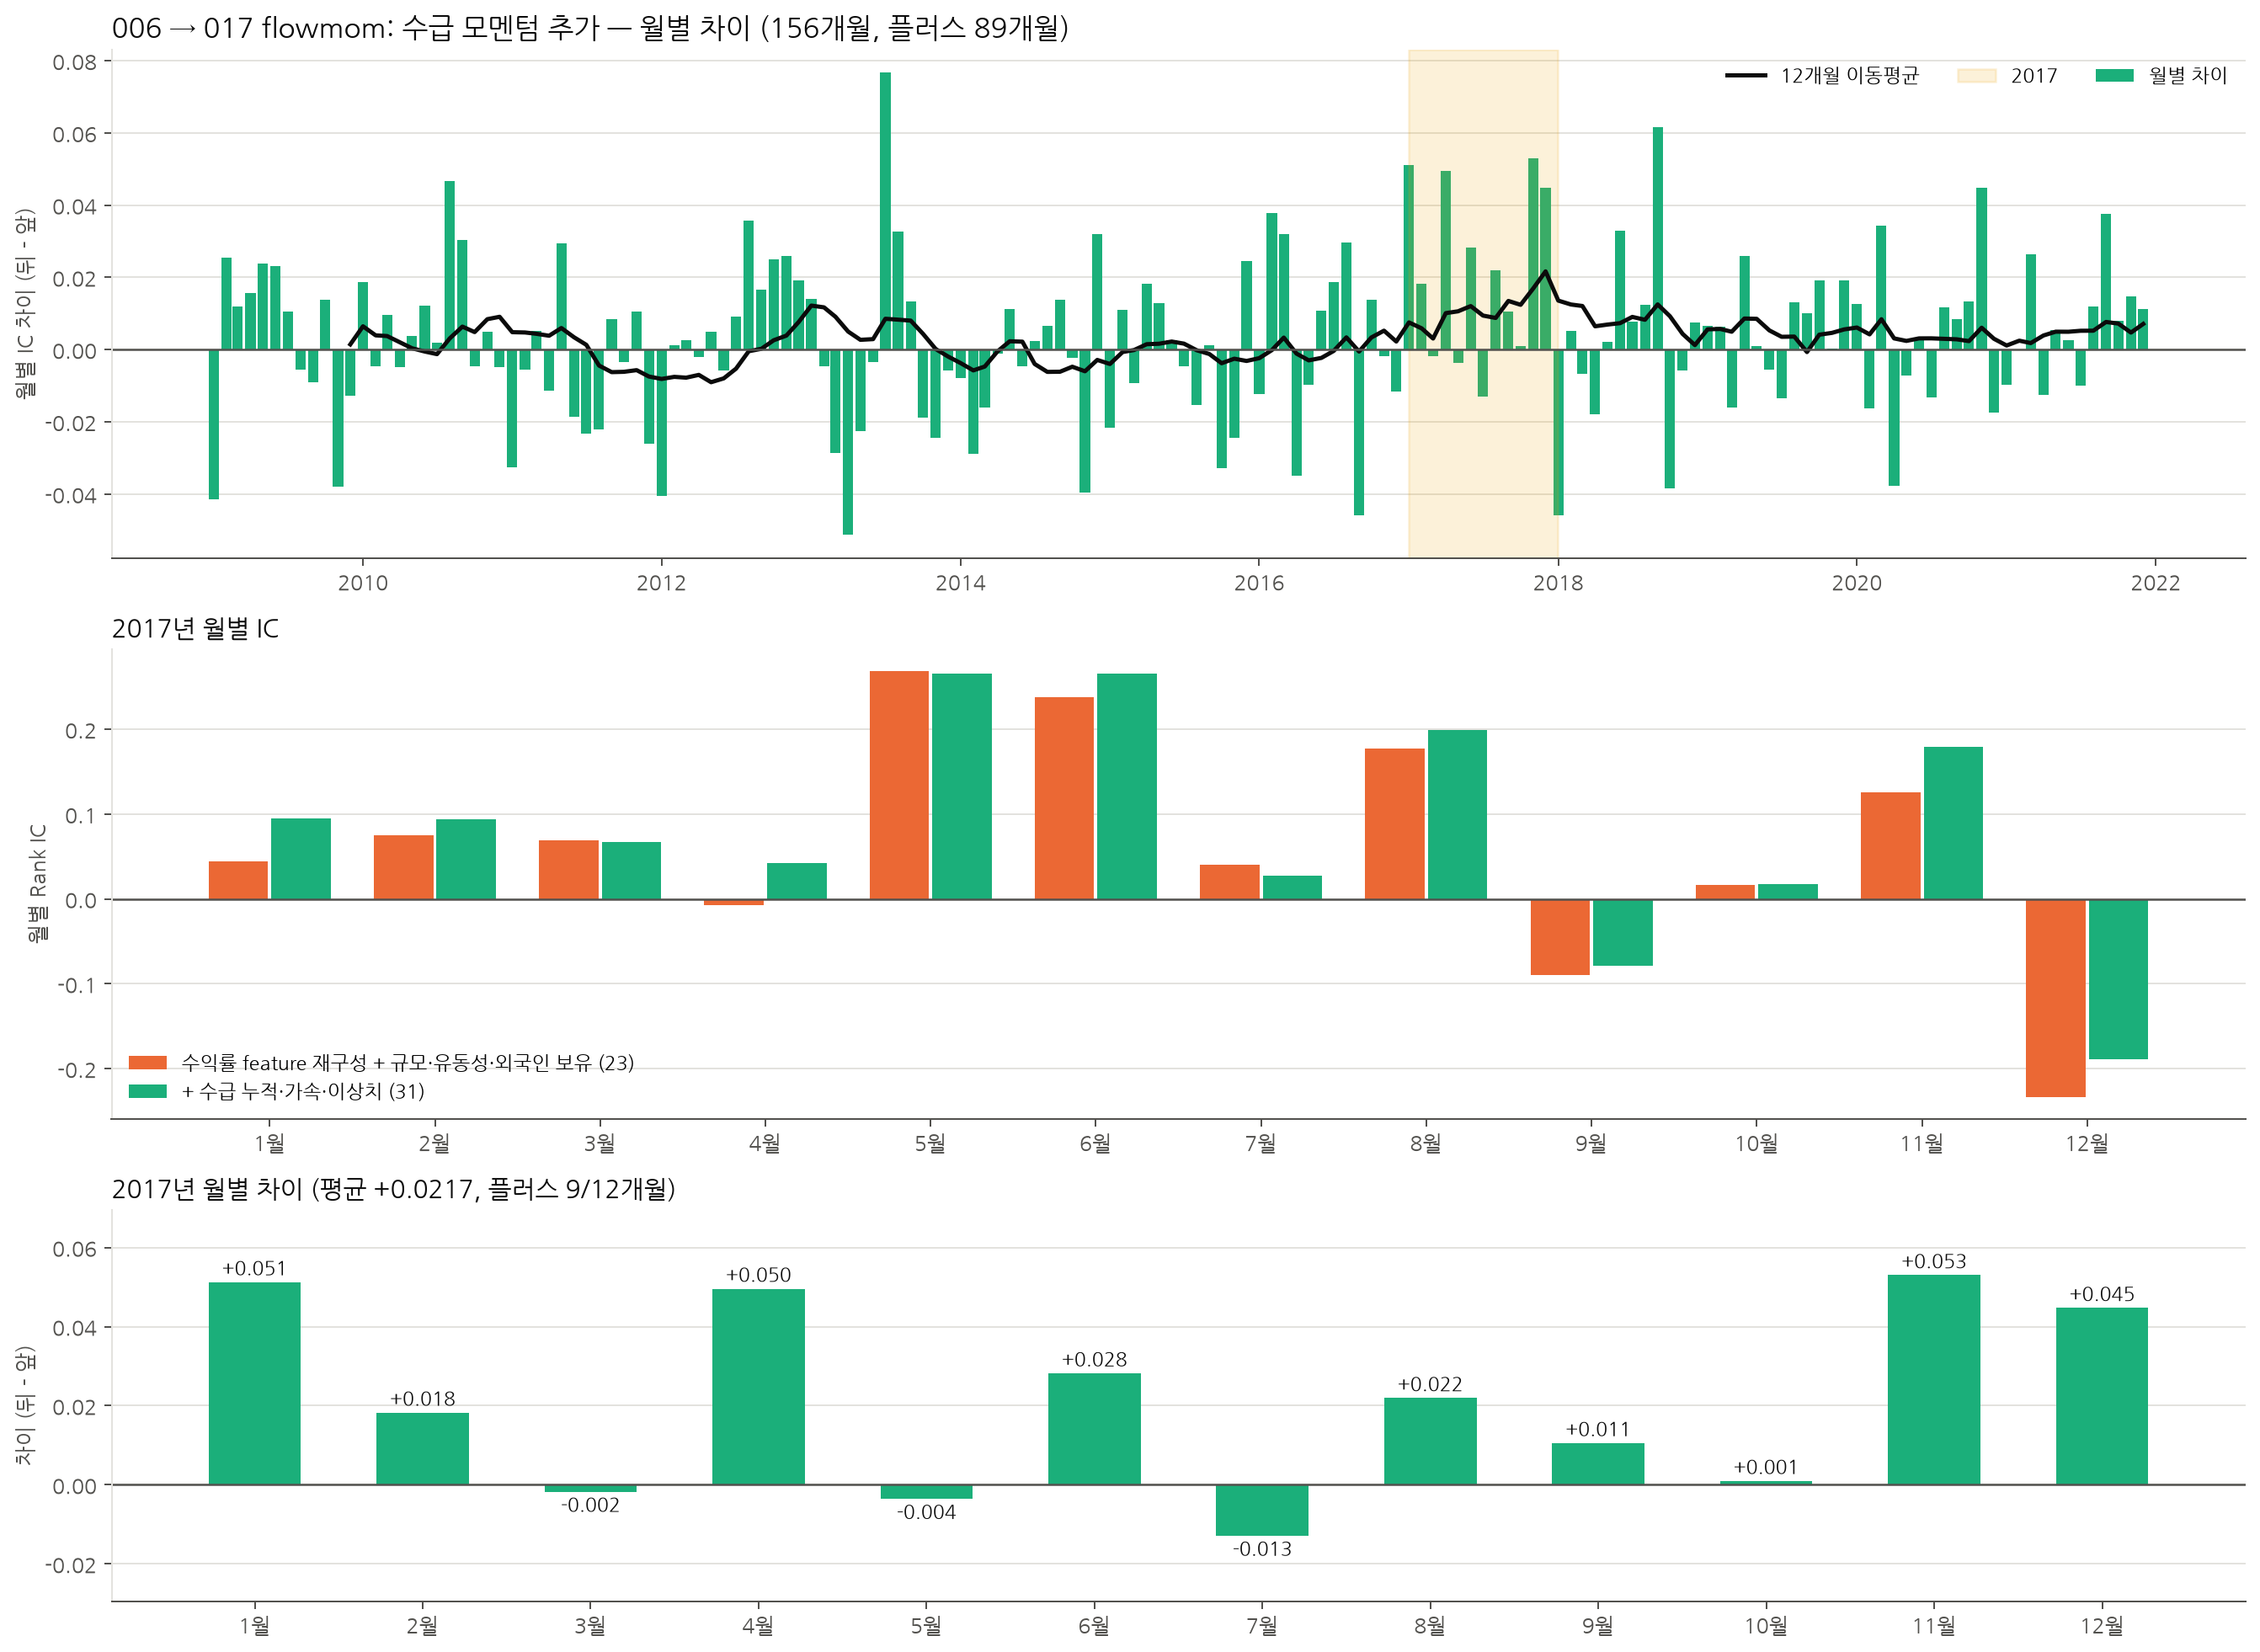 006 → 017 flowmom: 수급 모멘텀 추가 — 월별 차이 (156개월, 플러스 89개월)
12개월 이동평균
2017
월별 차이
월별 IC 차이 (뒤 - 앞)
0.08
0.06
0.04
0.02
0.00
-0.02
-0.04
2010
2012
2014
2016
2018
2020
2022
2017년 월별 IC
월별 Rank IC
0.2
0.1
0.0
-0.1
-0.2
수익률 feature 재구성 + 규모·유동성·외국인 보유 (23)
+ 수급 누적·가속·이상치 (31)
1월
2월
3월
4월
5월
6월
7월
8월
9월
10월
11월
12월
2017년 월별 차이 (평균 +0.0217, 플러스 9/12개월)
차이 (뒤 - 앞)
0.06
0.04
0.02
0.00
-0.02
+0.051
+0.018
-0.002
+0.050
-0.004
+0.028
-0.013
+0.022
+0.011
+0.001
+0.053
+0.045
1월
2월
3월
4월
5월
6월
7월
8월
9월
10월
11월
12월